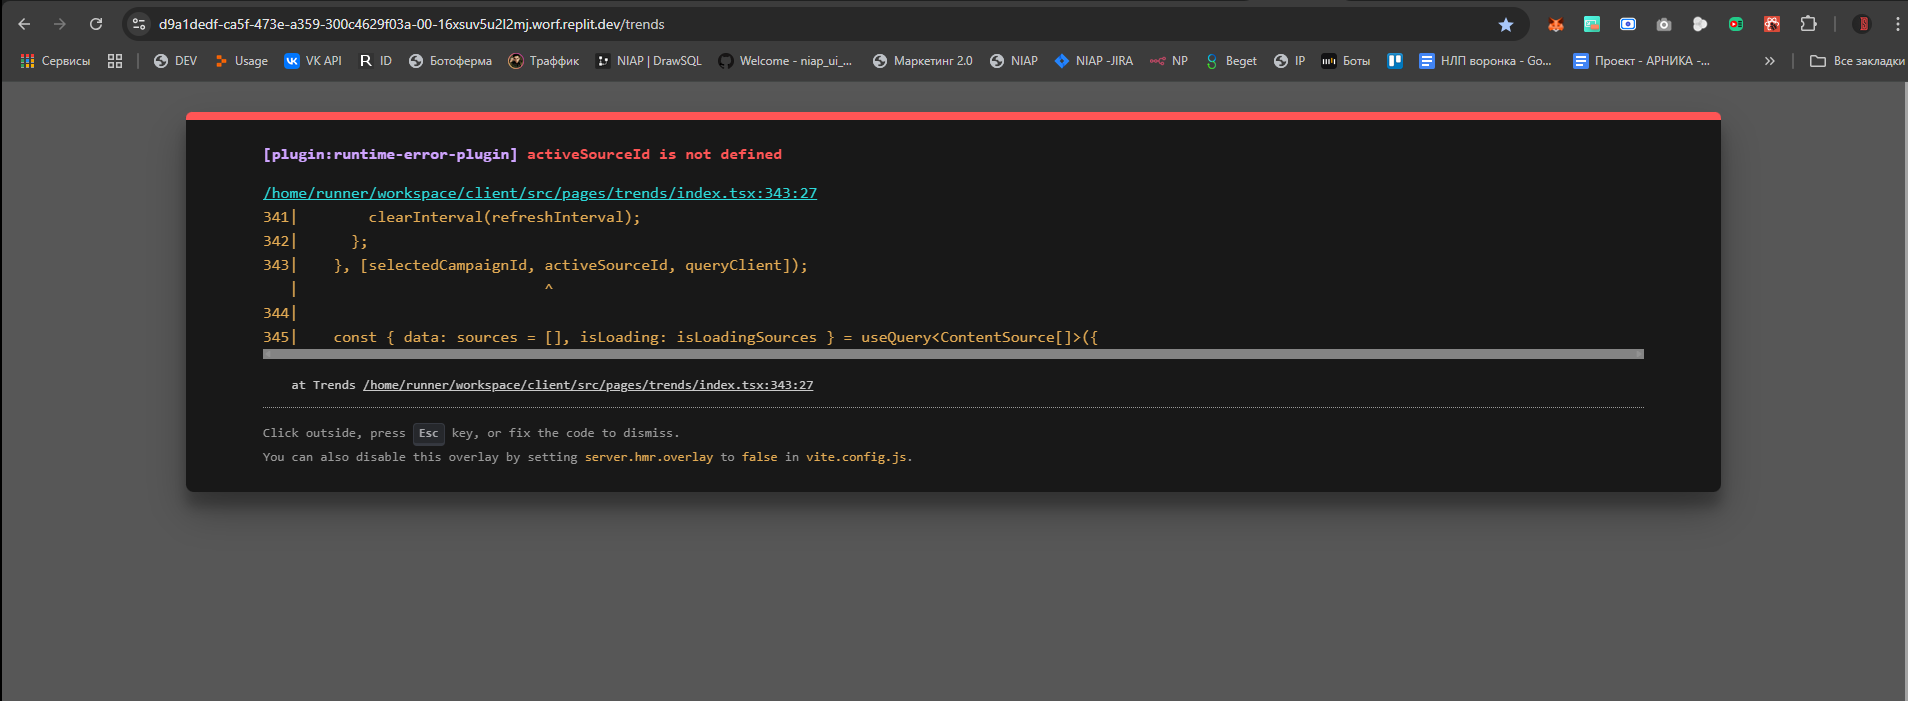 d9a1dedf-ca5f-473e-a359-300c4629f03a-00-16xsuv5u2l2mj.worf.replit.dev/trends
Сервисы DEV Usage VK API R ID Ботоферма Траффик NIAP | DrawSQL Welcome - niap_ui_... Маркетинг 2.0 NIAP NIAP -JIRA NP Beget IP Боты НЛП воронка - Go... Проект - АРНИКА -... » Все закладки
[plugin:runtime-error-plugin] activeSourceId is not defined
/home/runner/workspace/client/src/pages/trends/index.tsx:343:27
341|        clearInterval(refreshInterval);
342|      };
343|    }, [selectedCampaignId, activeSourceId, queryClient]);
   |                            ^
344|
345|    const { data: sources = [], isLoading: isLoadingSources } = useQuery<ContentSource[]>({
at Trends /home/runner/workspace/client/src/pages/trends/index.tsx:343:27
Click outside, press Esc key, or fix the code to dismiss.
You can also disable this overlay by setting server.hmr.overlay to false in vite.config.js.